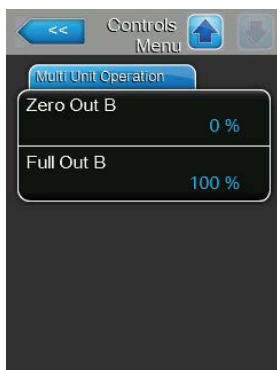 <<
Controls
Menu
Multi Unit Operation
Zero Out B
0 %
Full Out B
100 %